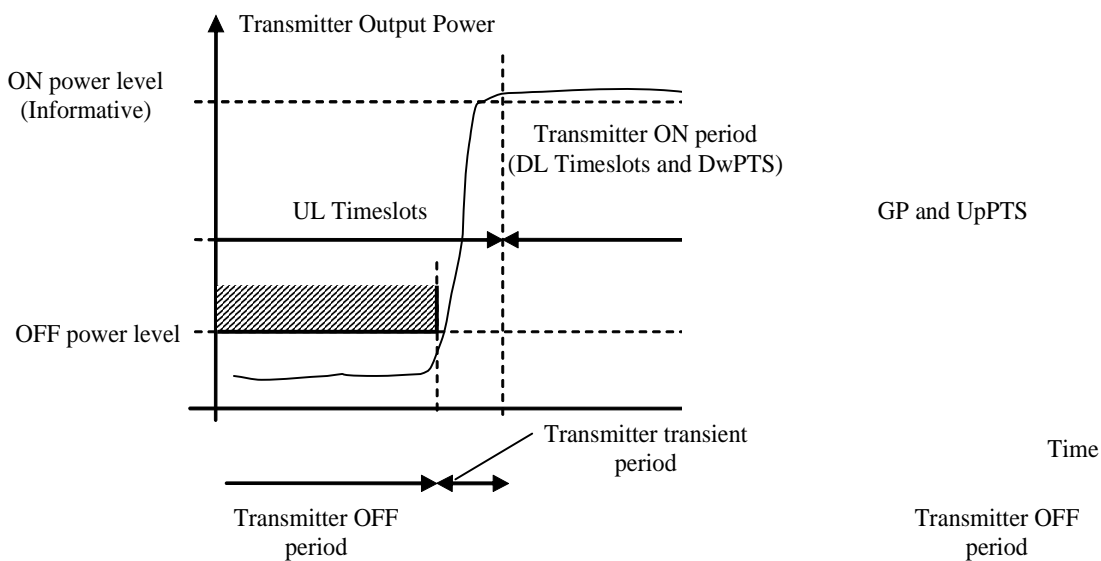 Transmitter Output Power
ON power level
(Informative)
Transmitter ON period
(DL Timeslots and DwPTS)
UL Timeslots
GP and UpPTS
OFF power level
Transmitter transient
period
Time
Transmitter OFF
period
Transmitter OFF
period